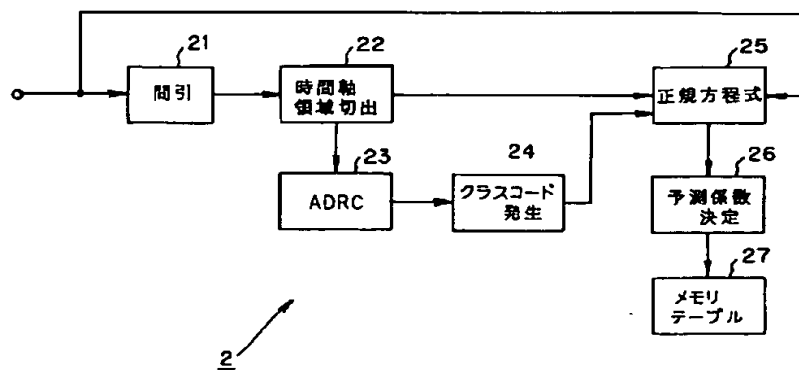 21
間引
22
時間軸
領域切出
25
正規方程式
23
ADRC
24
クラスコード
発生
26
予測係数
決定
27
メモリ
テーブル
2